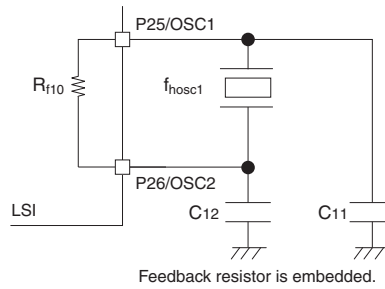 P25/OSC1
Rf10
fhosc1
P26/OSC2
LSI
C12
C11
Feedback resistor is embedded.